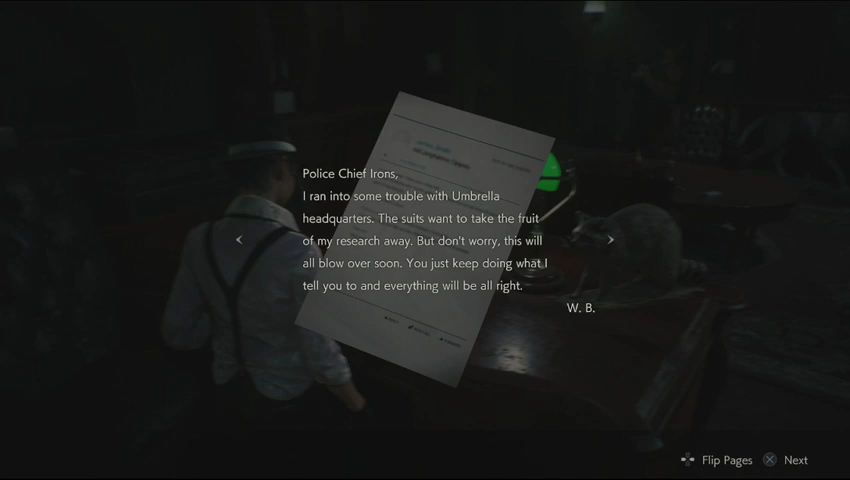 Police Chief Irons,
I ran into some trouble with Umbrella
headquarters. The suits want to take the fruit
of my research away. But don't worry, this will
all blow over soon. You just keep doing what I
tell you to and everything will be all right.
W. B.
Flip Pages
Next